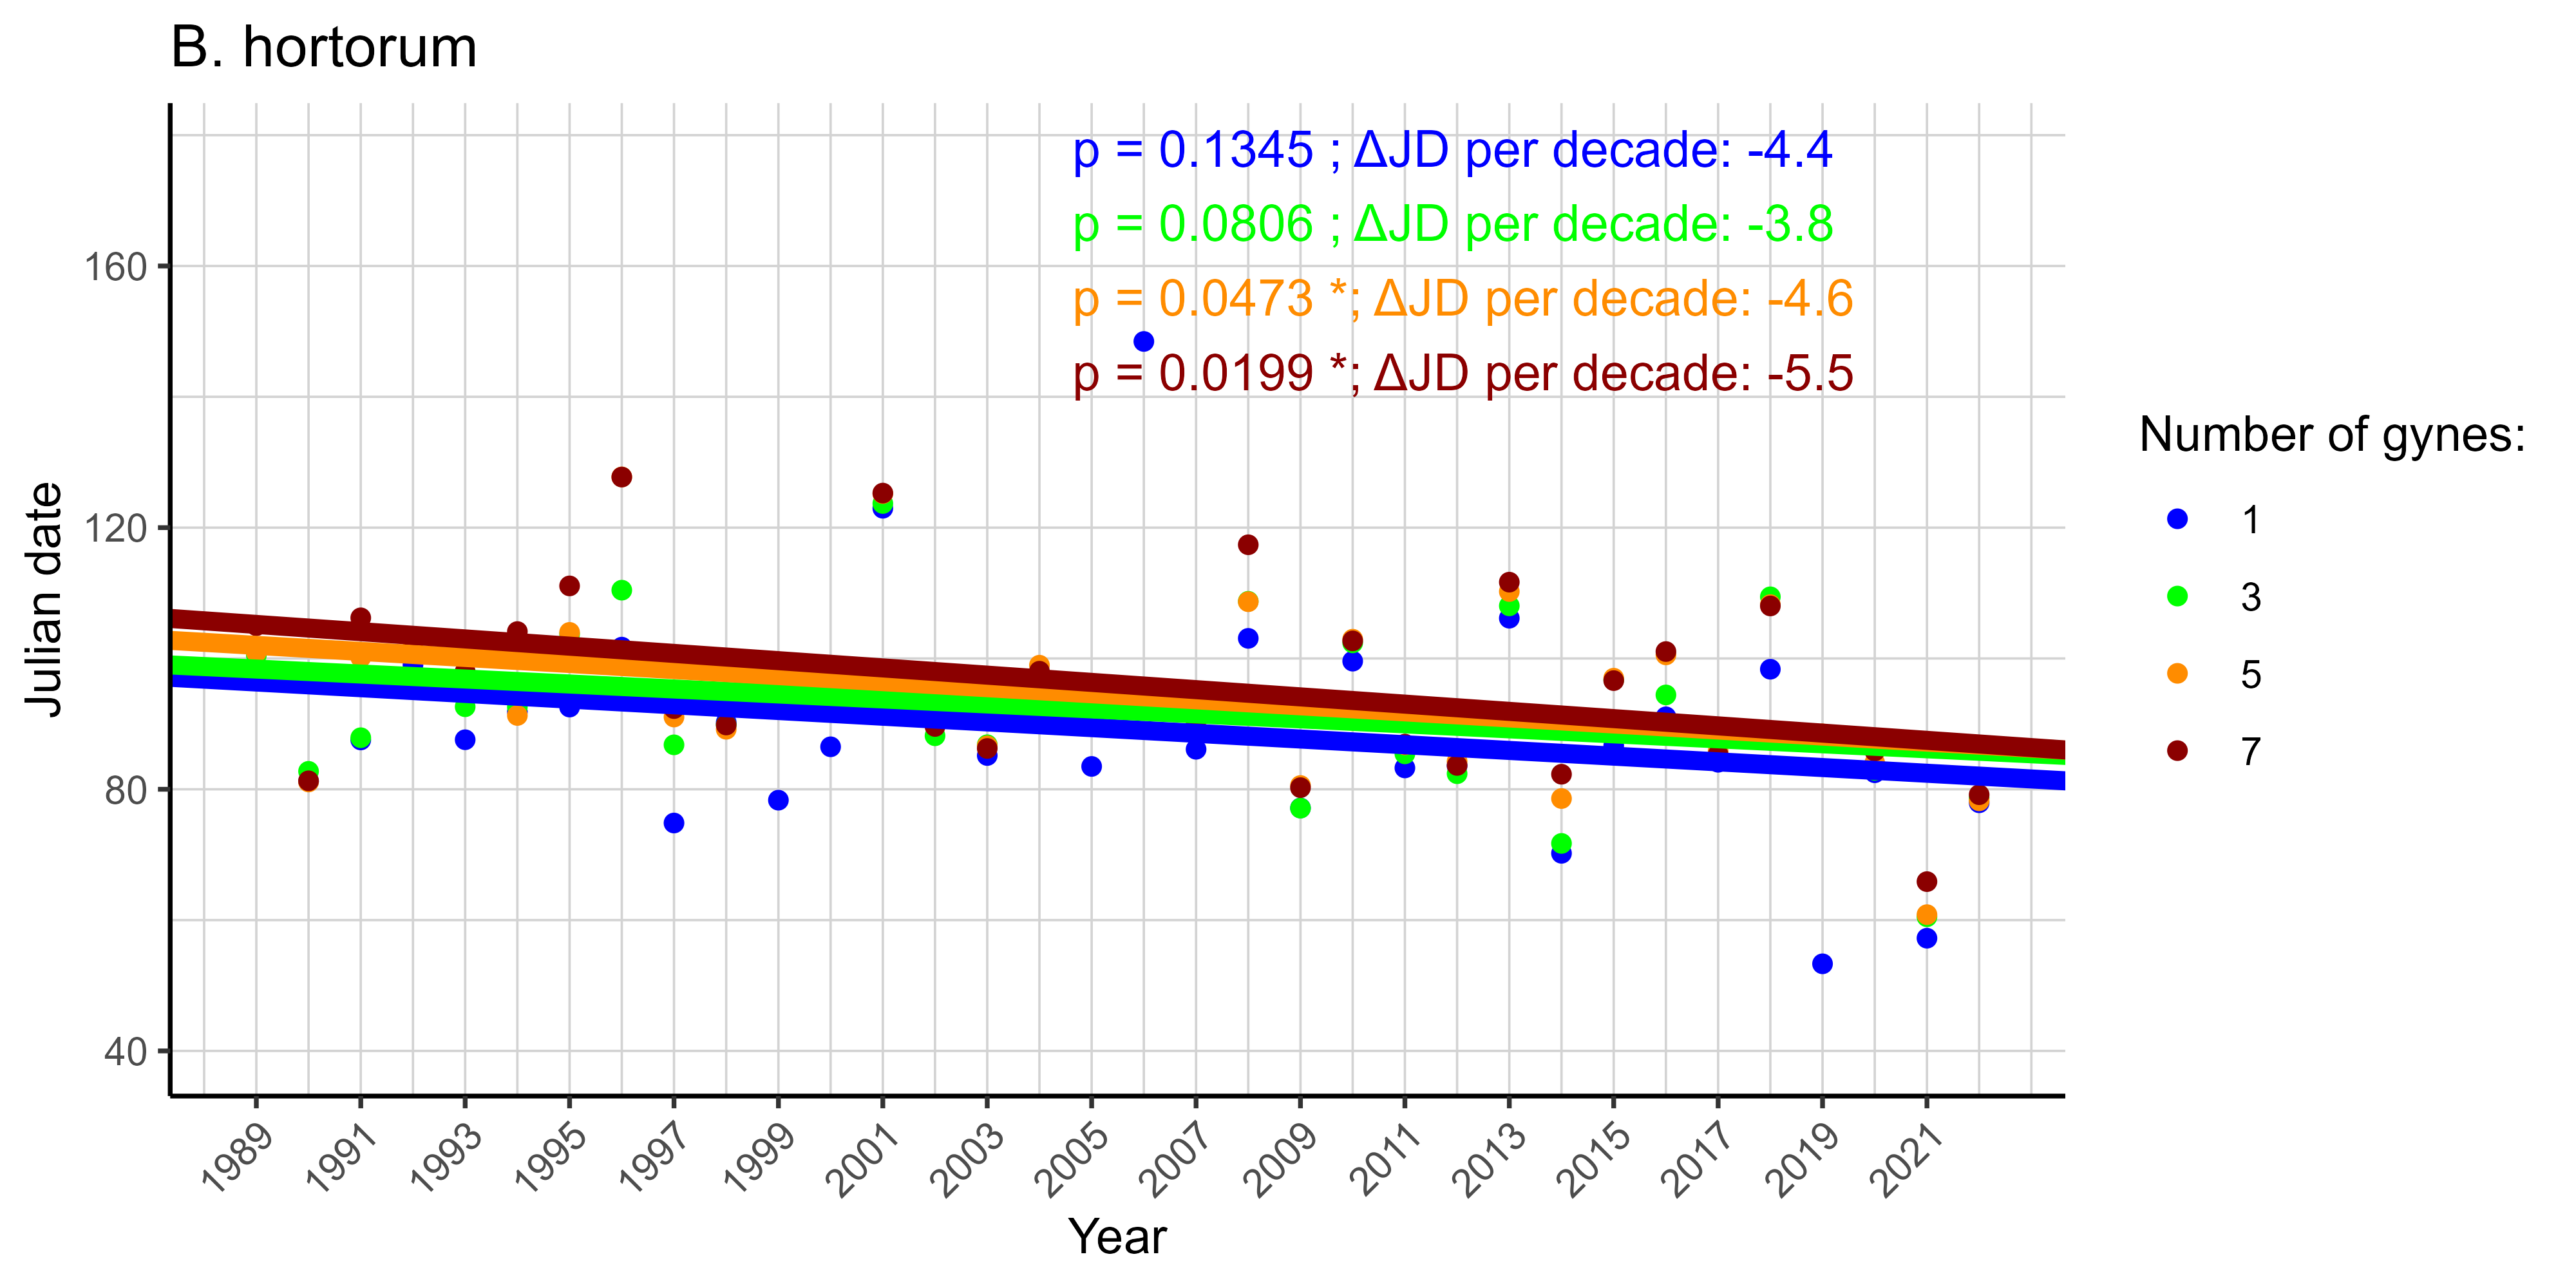 B. hortorum
p = 0.1345 ; ΔJD per decade: -4.4
p = 0.0806 ; ΔJD per decade: -3.8
p = 0.0473 *; ΔJD per decade: -4.6
p = 0.0199 *; ΔJD per decade: -5.5
Julian date
160
120
80
40
1989 1991 1993 1995 1997 1999 2001 2003 2005 2007 2009 2011 2013 2015 2017 2019 2021
Year
Number of gynes:
1
3
5
7